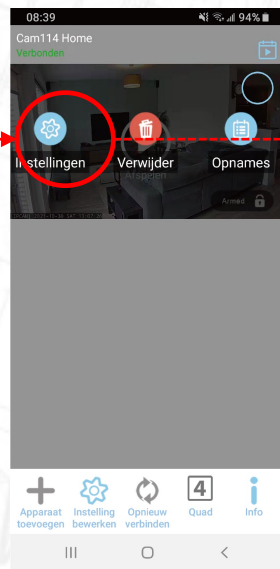 08:39 94%
Cam114 Home
Verbonden
Instellingen Verwijder Opnames
Afspelen
Armed
4
Apparaat toevoegen
Instelling bewerken
Opnieuw verbinden
Quad
Info